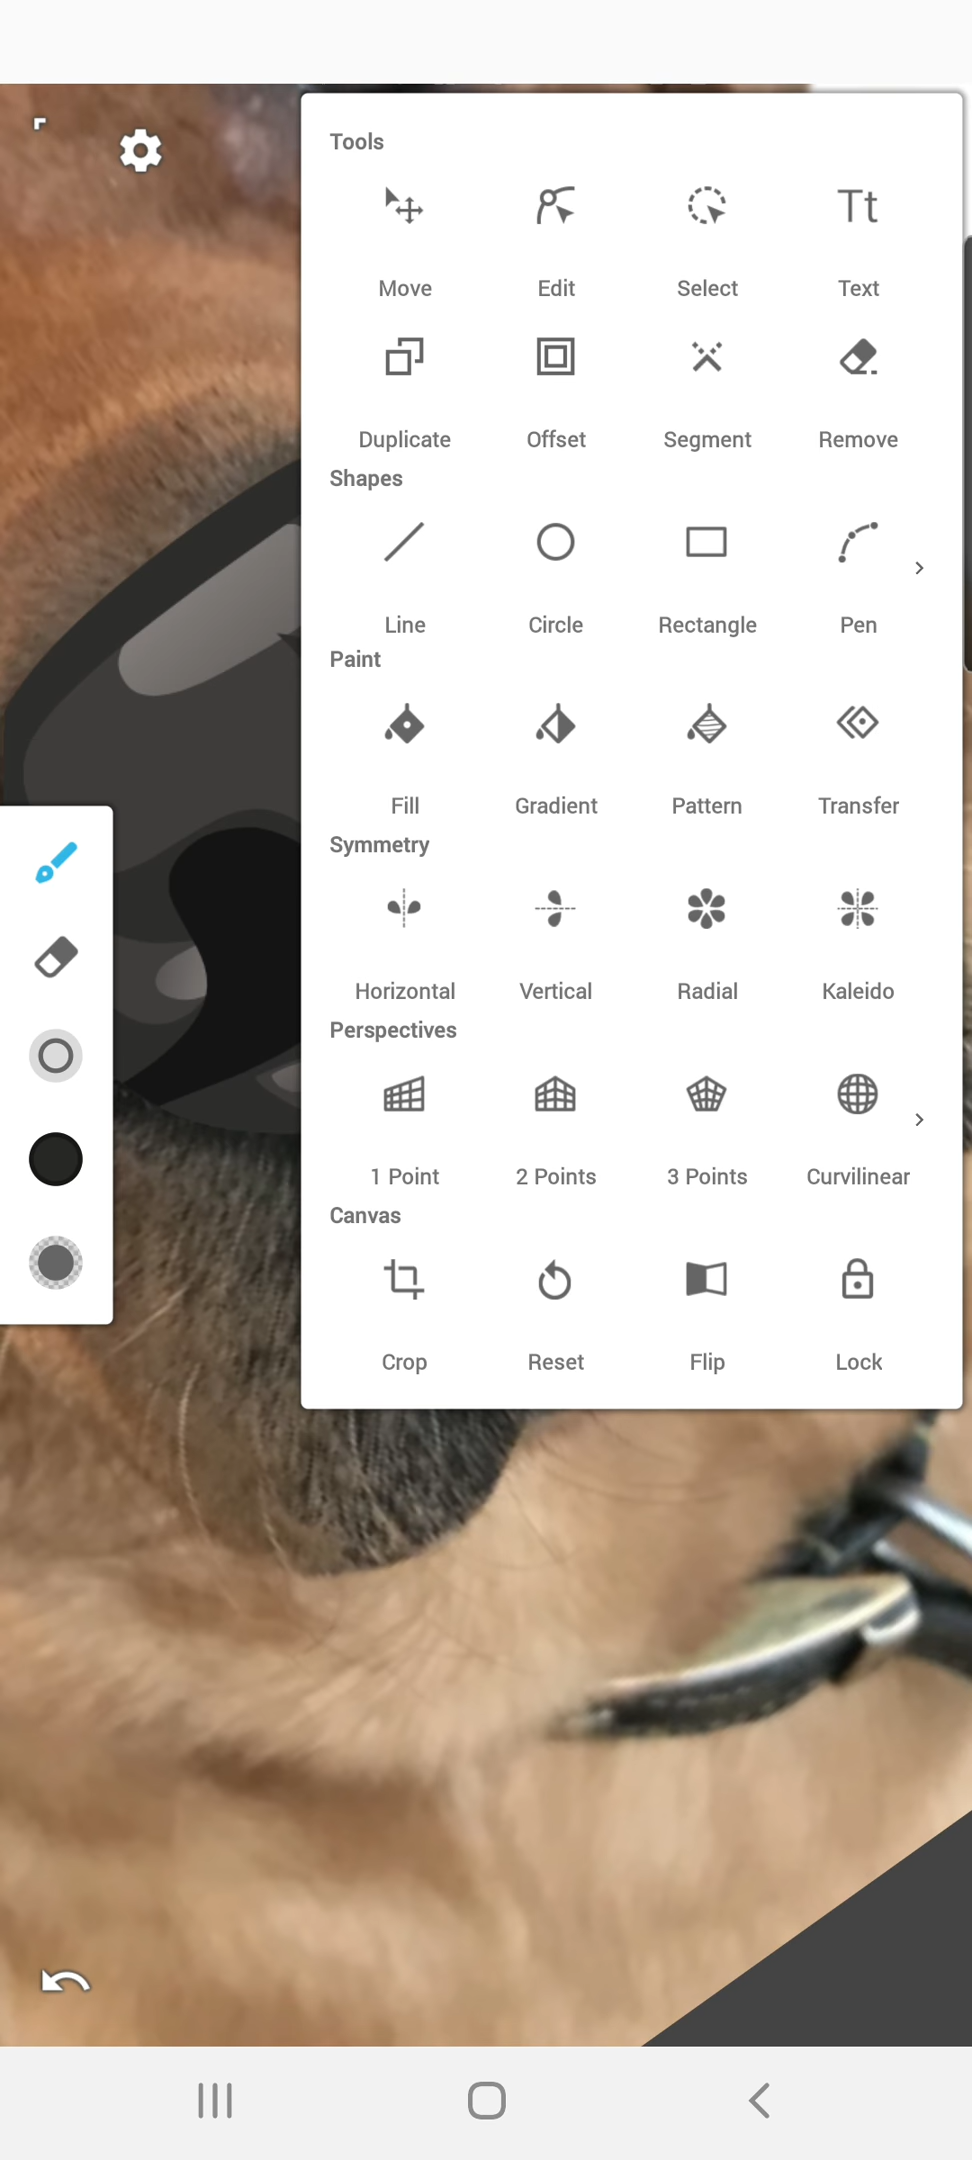 Tools
Move Edit Select Text
Duplicate Offset Segment Remove
Shapes
Line Circle Rectangle Pen
Paint
Fill Gradient Pattern Transfer
Symmetry
Horizontal Vertical Radial Kaleido
Perspectives
1 Point 2 Points 3 Points Curvilinear
Canvas
Crop Reset Flip Lock